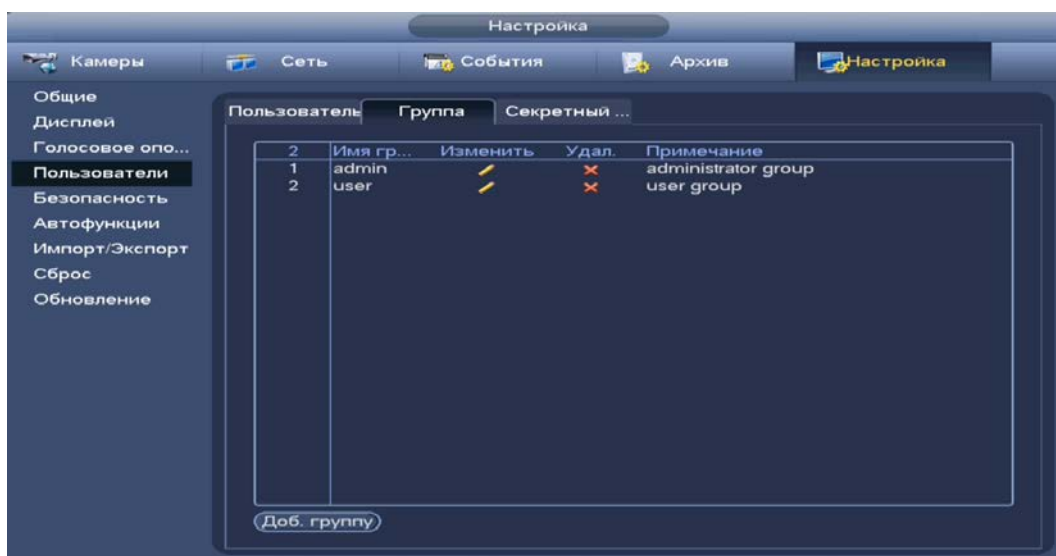 Настройка
Камеры Сеть События Архив Настройка
Общие
Дисплей
Голосовое опо...
Пользователи
Безопасность
Автофункции
Импорт/Экспорт
Сброс
Обновление
Пользователь Группа Секретный ...
2 Имя гр... Изменить Удал. Примечание
1 admin administrator group
2 user user group
Доб. группу